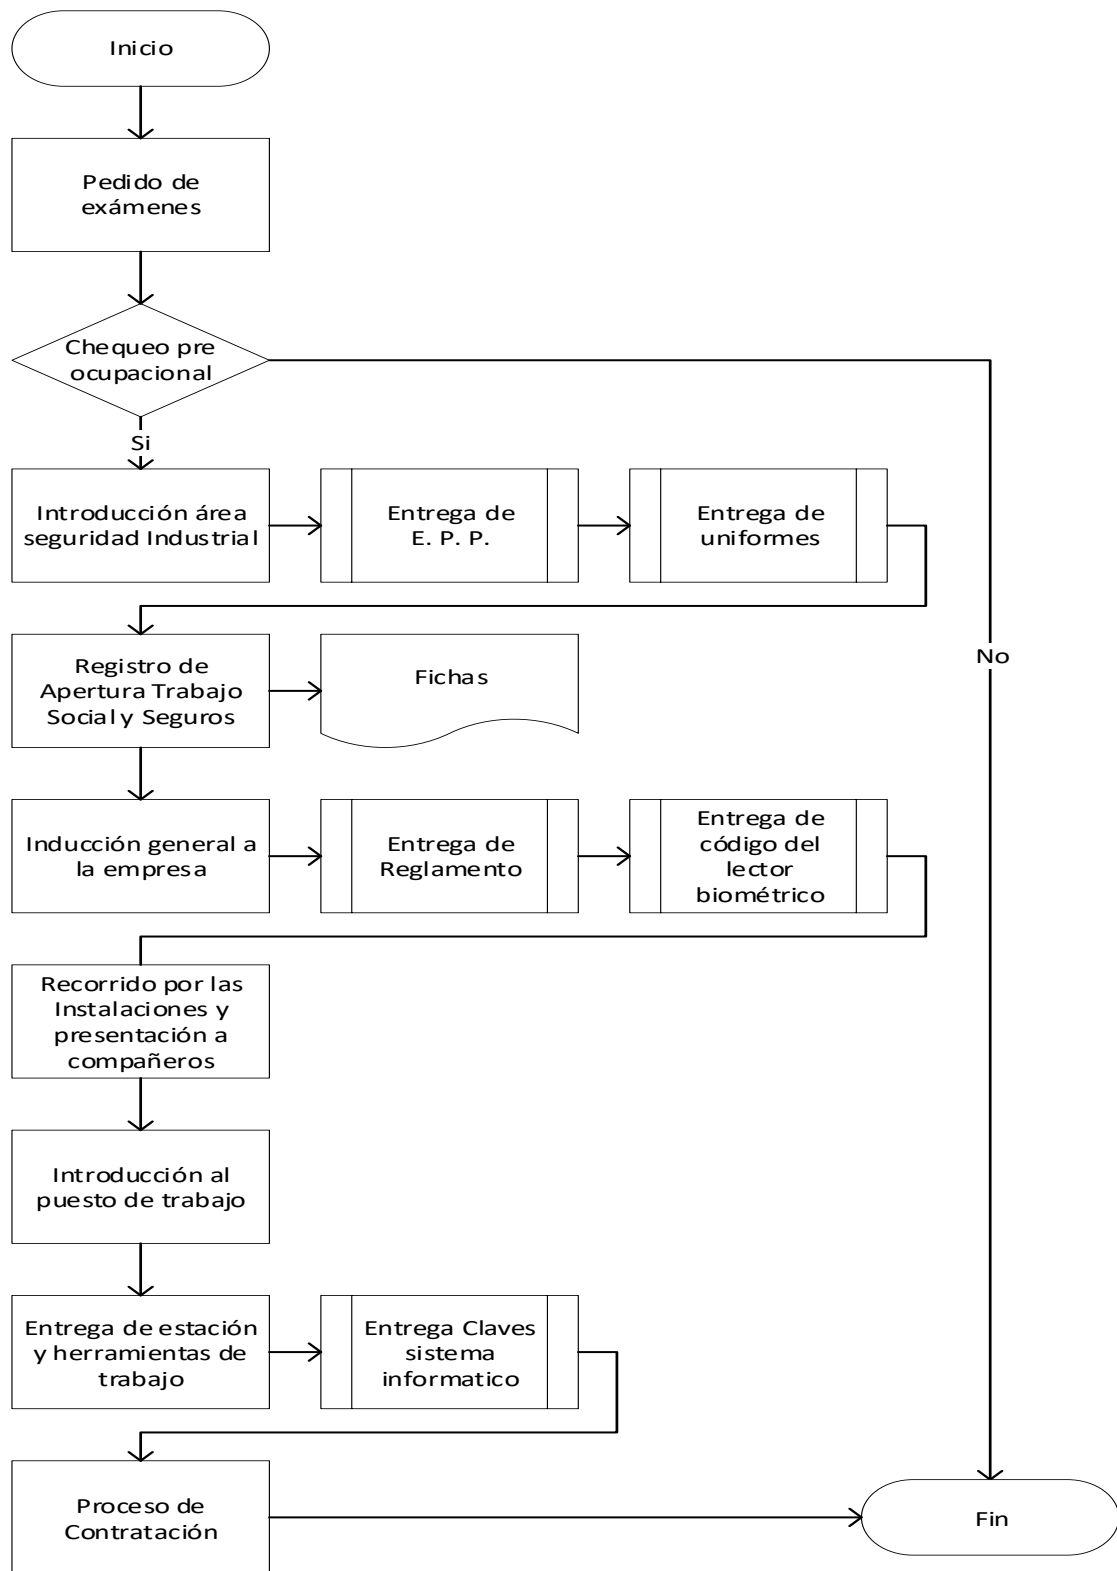 Inicio
Pedido de
exámenes
Chequeo pre
ocupacional
Si
Introducción área
seguridad Industrial
Entrega de
E. P. P.
Entrega de
uniformes
Registro de
Apertura Trabajo
Social y Seguros
Fichas
No
Inducción general a
la empresa
Entrega de
Reglamento
Entrega de
código del
lector
biométrico
Recorrido por las
Instalaciones y
presentación a
compañeros
Introducción al
puesto de trabajo
Entrega de estación
y herramientas de
trabajo
Entrega Claves
sistema
informatico
Proceso de
Contratación
Fin